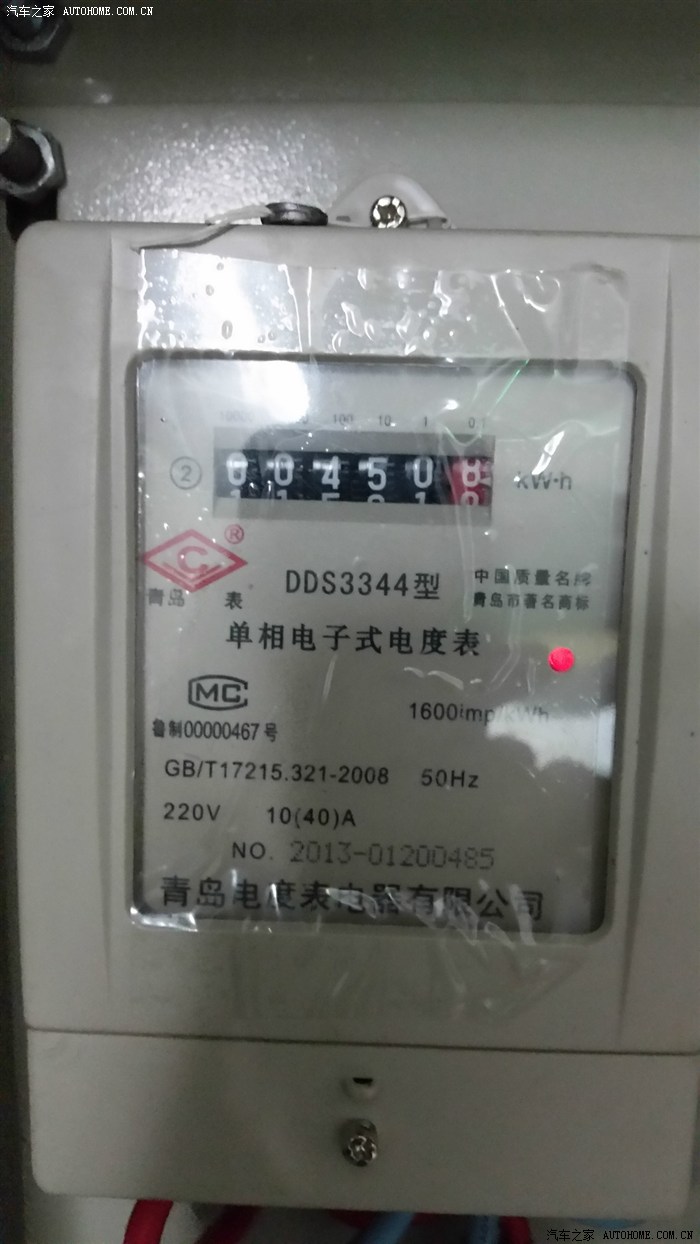 汽车之家 AUTOHOME.COM.CN
100 10 1 0.1
② 0 0 4 5 0 8 kW·h
C ®
青岛 表
DDS3344型
中国质量名牌
青岛市著名商标
单相电子式电度表
MC
1600imp/kWh
鲁制00000467号
GB/T17215.321-2008 50Hz
220V 10(40)A
NO. 2013-01200485
青岛电度表电器有限公司
汽车之家 AUTOHOME.COM.CN